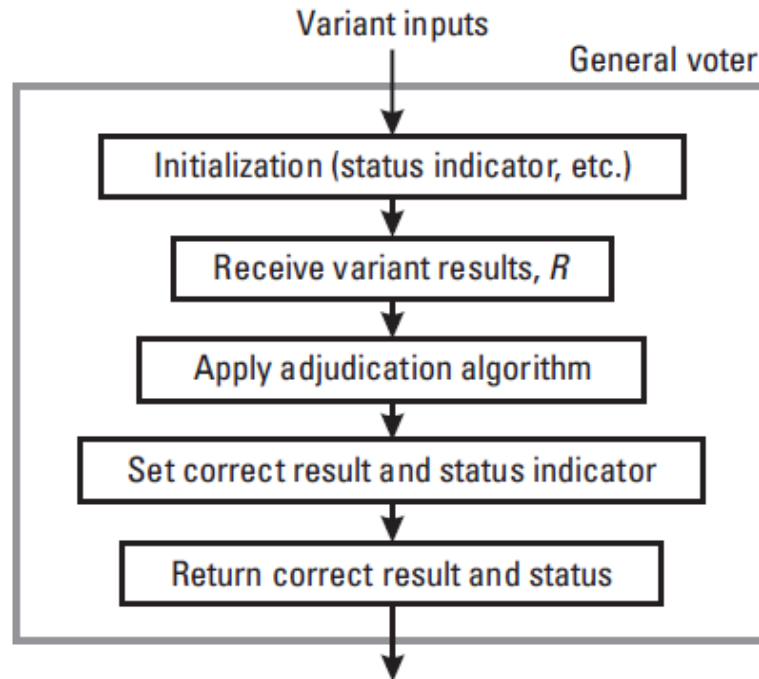 Variant inputs
General voter
Initialization (status indicator, etc.)
Receive variant results, R
Apply adjudication algorithm
Set correct result and status indicator
Return correct result and status